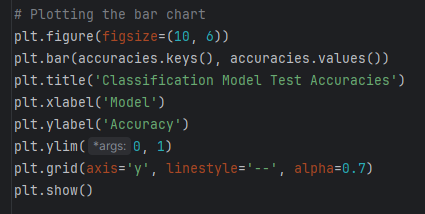 # Plotting the bar chart
plt.figure(figsize=(10, 6))
plt.bar(accuracies.keys(), accuracies.values())
plt.title('Classification Model Test Accuracies')
plt.xlabel('Model')
plt.ylabel('Accuracy')
plt.ylim( *args: 0, 1)
plt.grid(axis='y', linestyle='--', alpha=0.7)
plt.show()